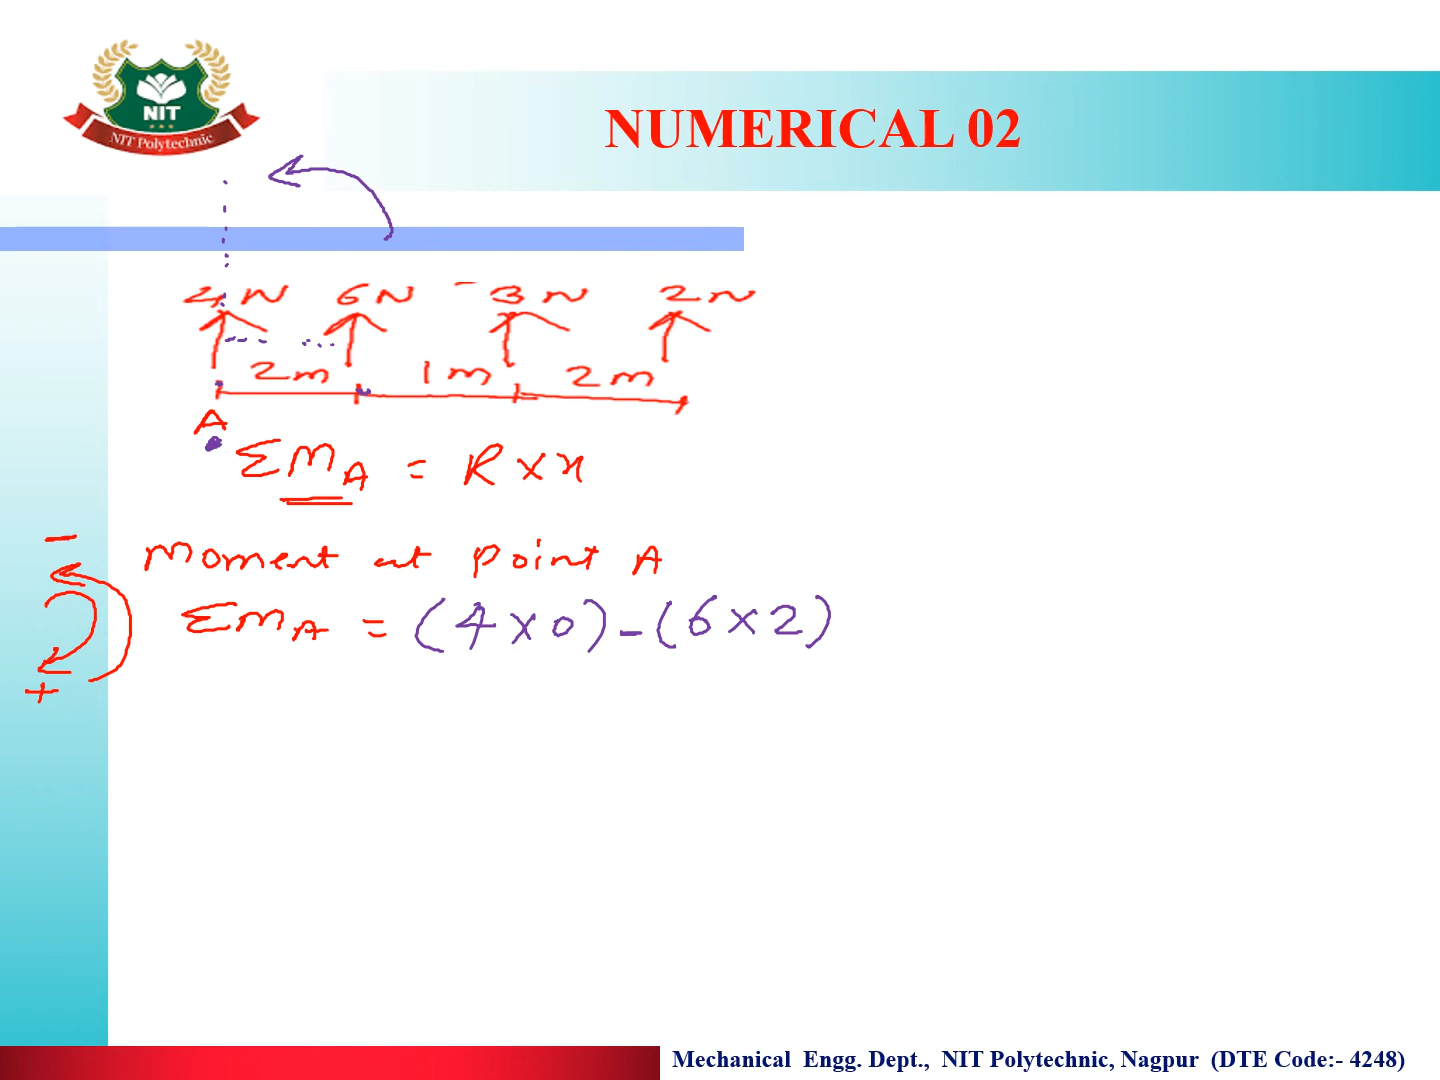 NIT
NIT Polytechnic
NUMERICAL 02
4N 6N 3N 2N
2m 1m 2m
A
ΣMA = R×x
Moment at point A
ΣMA = (4×0) - (6×2)
-
+
Mechanical Engg. Dept., NIT Polytechnic, Nagpur (DTE Code:- 4248)